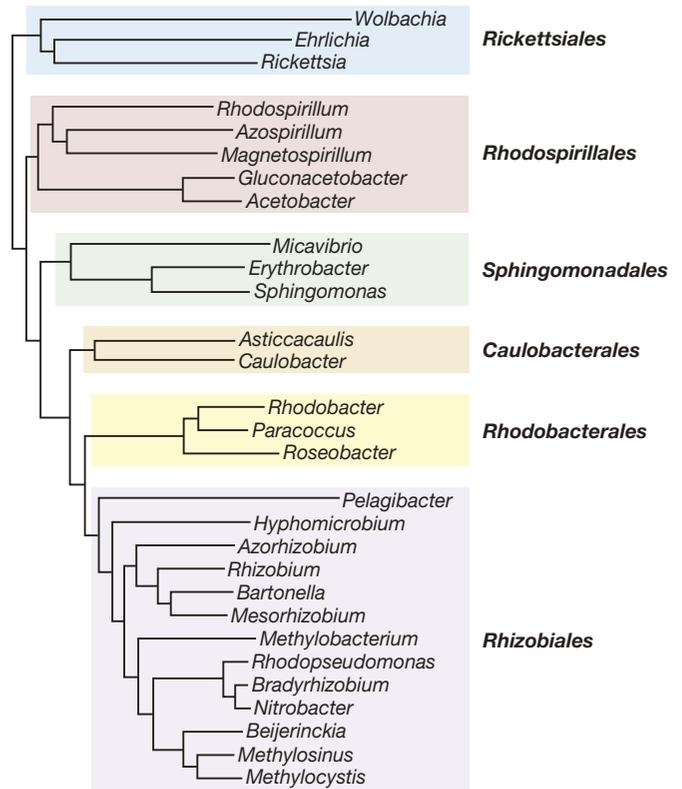 Wolbachia
Ehrlichia
Rickettsia
Rickettsiales
Rhodospirillum
Azospirillum
Magnetospirillum
Gluconacetobacter
Acetobacter
Rhodospirillales
Micavibrio
Erythrobacter
Sphingomonas
Sphingomonadales
Asticcacaulis
Caulobacter
Caulobacterales
Rhodobacter
Paracoccus
Roseobacter
Rhodobacterales
Pelagibacter
Hyphomicrobium
Azorhizobium
Rhizobium
Bartonella
Mesorhizobium
Methylobacterium
Rhodopseudomonas
Bradyrhizobium
Nitrobacter
Beijerinckia
Methylosinus
Methylocystis
Rhizobiales